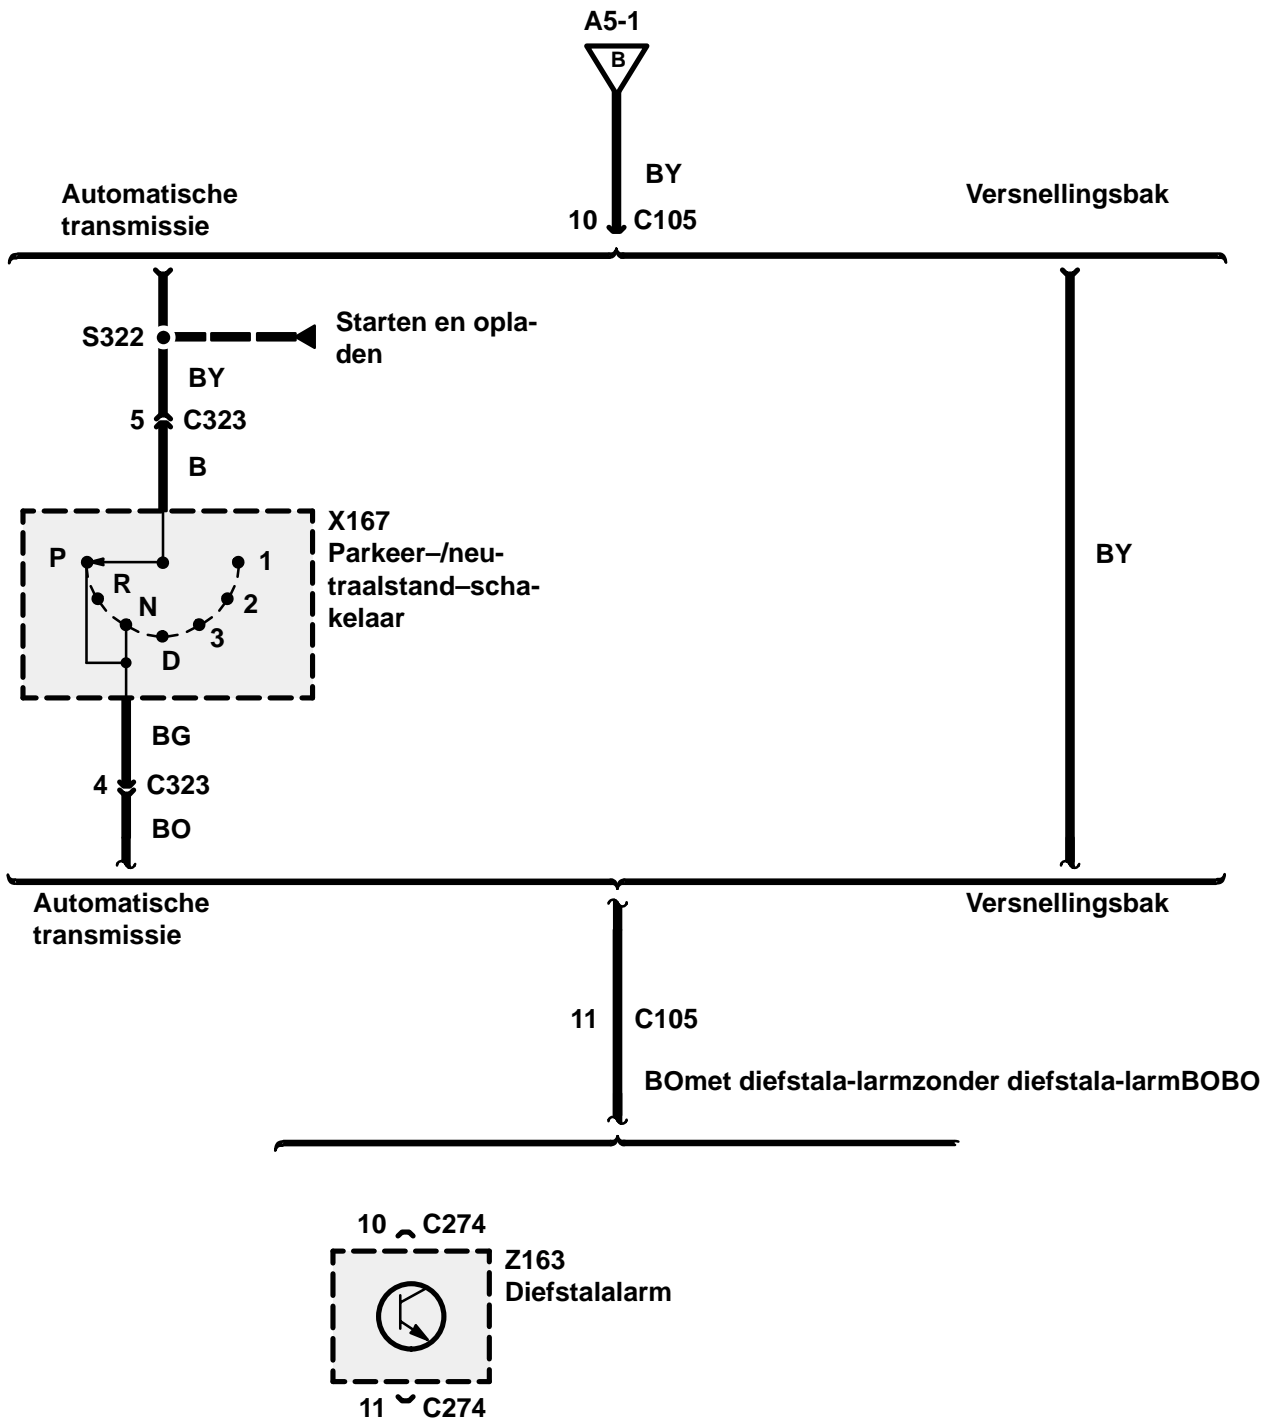 A5-1
B
BY
Automatische
transmissie
Versnellingsbak
10 C105
S322
Starten en opla-
den
BY
5 C323
B
X167
Parkeer–/neu-
traalstand–scha-
kelaar
P
1
R
2
N
3
D
BY
BG
4 C323
BO
Automatische
transmissie
Versnellingsbak
11 C105
BOmet diefstala-larmzonder diefstala-larmBOBO
10 C274
Z163
Diefstalalarm
11 C274